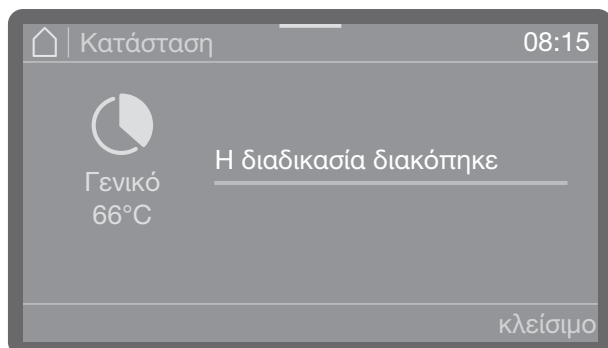 Κατάσταση 08:15
Η διαδικασία διακόπηκε
Γενικό
66°C
κλείσιμο